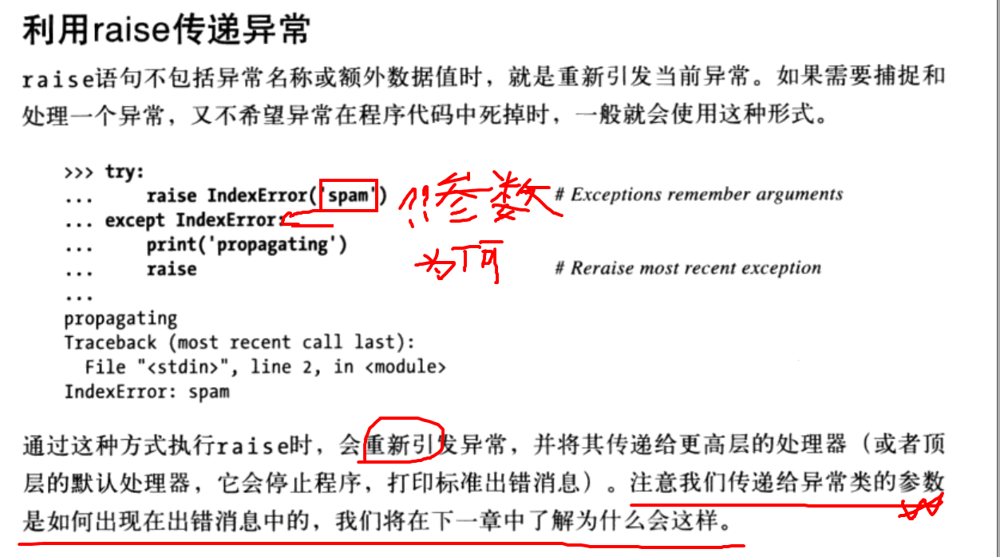 利用raise传递异常
raise语句不包括异常名称或额外数据值时，就是重新引发当前异常。如果需要捕捉和
处理一个异常，又不希望异常在程序代码中死掉时，一般就会使用这种形式。
>>> try:
...     raise IndexError('spam') !!参数 # Exceptions remember arguments
... except IndexError:
...     print('propagating')
为何
...     raise # Reraise most recent exception
...
propagating
Traceback (most recent call last):
  File "<stdin>", line 2, in <module>
IndexError: spam
通过这种方式执行raise时，会重新引发异常，并将其传递给更高层的处理器（或者顶
层的默认处理器，它会停止程序，打印标准出错消息）。注意我们传递给异常类的参数
是如何出现在出错消息中的，我们将在下一章中了解为什么会这样。